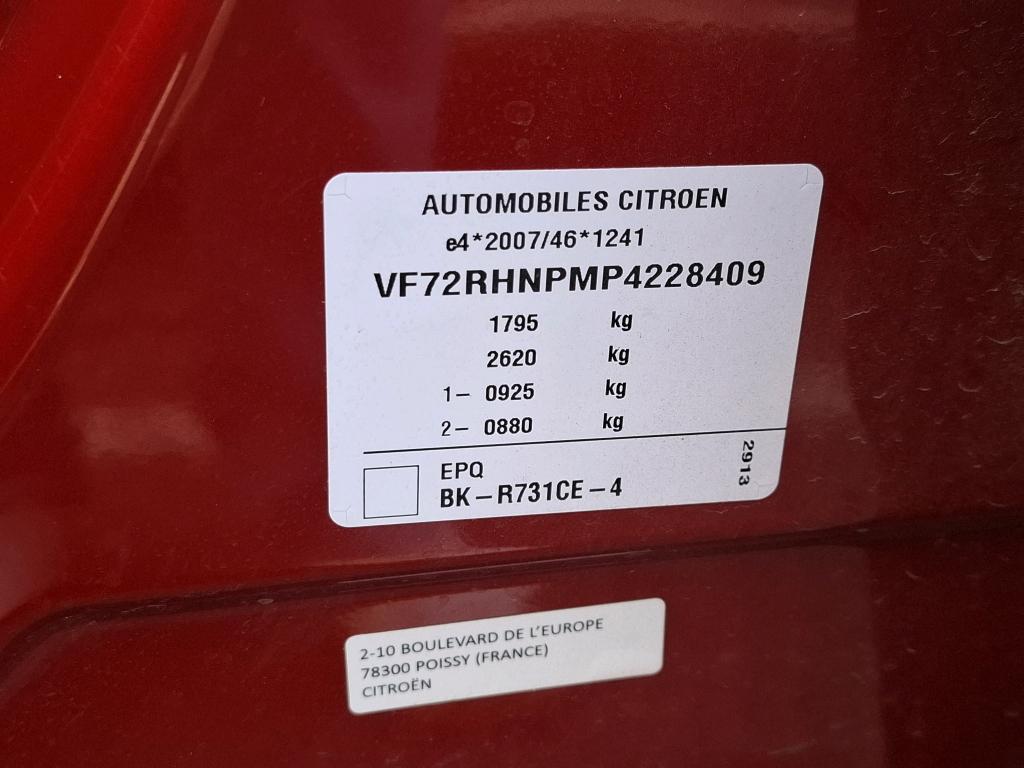 AUTOMOBILES CITROEN
e4*2007/46*1241
VF72RHNPMP4228409
1795 kg
2620 kg
1– 0925 kg
2– 0880 kg
EPQ
BK–R731CE–4
2913
2-10 BOULEVARD DE L'EUROPE
78300 POISSY (FRANCE)
CITROËN